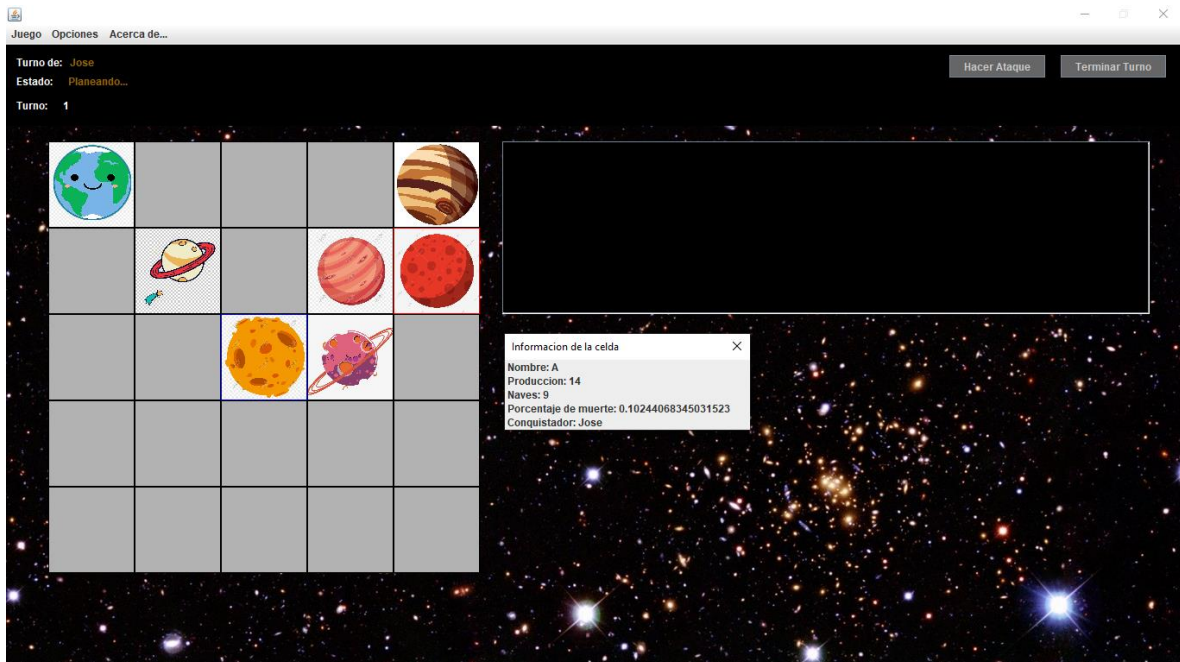 Juego Opciones Acerca de...
Turno de: Jose
Hacer Ataque
Terminar Turno
Estado: Planeando...
Turno: 1
Informacion de la celda
Nombre: A
Produccion: 14
Naves: 9
Porcentaje de muerte: 0.10244068345031523
Conquistador: Jose